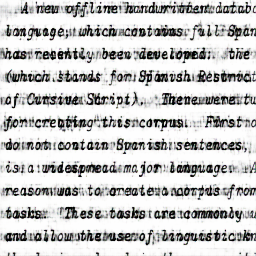 A new offline handwritten databa
language, which contains full Span
has recently been developed: the
(which stands for Spanish Restrict
of Cursive Script). There were tw
for creating this corpus. First o
do not contain Spanish sentences,
is a widespread major language. A
reason was to create a corpus from
tasks. These tasks are commonly u
and allow the use of linguistic kn